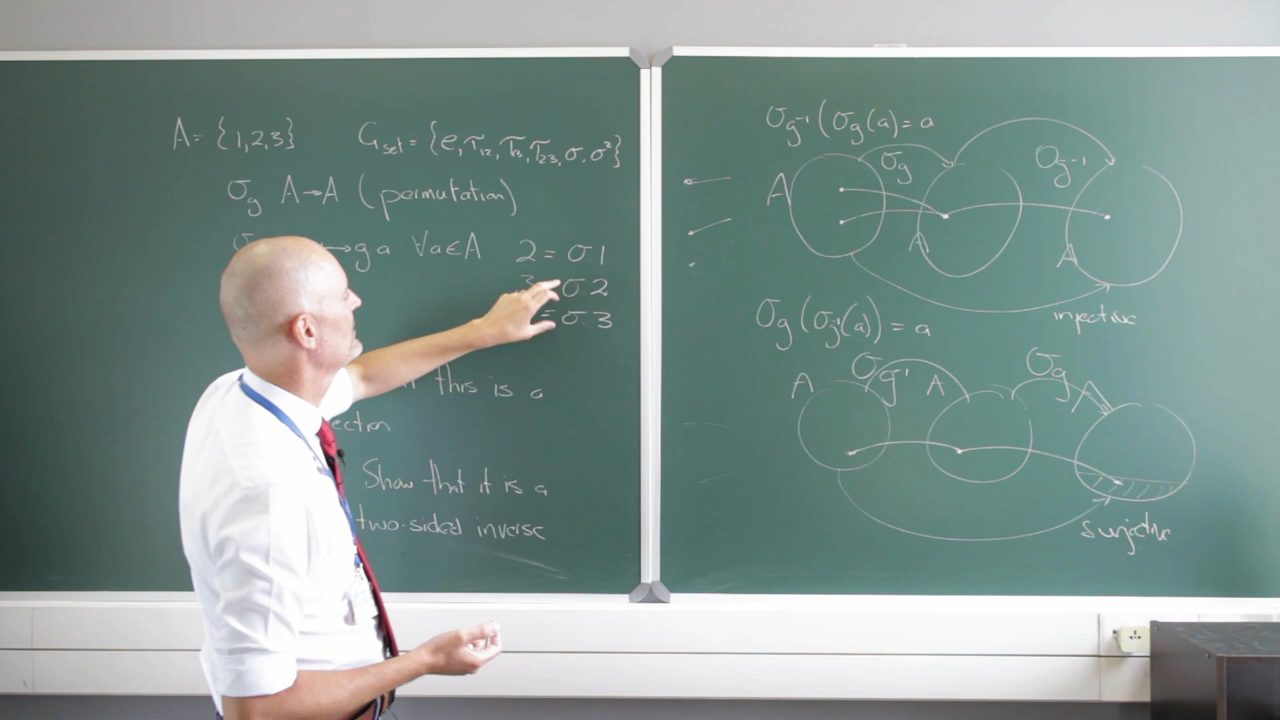 A = {1,2,3} G_set = {e, τ₁₂, τ₁₃, τ₂₃, σ, σ²}
σ_g A → A (permutation)
σ ↦ g a ∀a∈A 2 = σ·1
3 = σ·2
= σ·3
this is a
ection
Show that it is a
two-sided inverse
σ_g⁻¹(σ_g(a) = a
σ_g σ_g⁻¹
A A A
injective
σ_g(σ_g⁻¹(a)) = a
σ_g⁻¹ σ_g
A A A
surjective